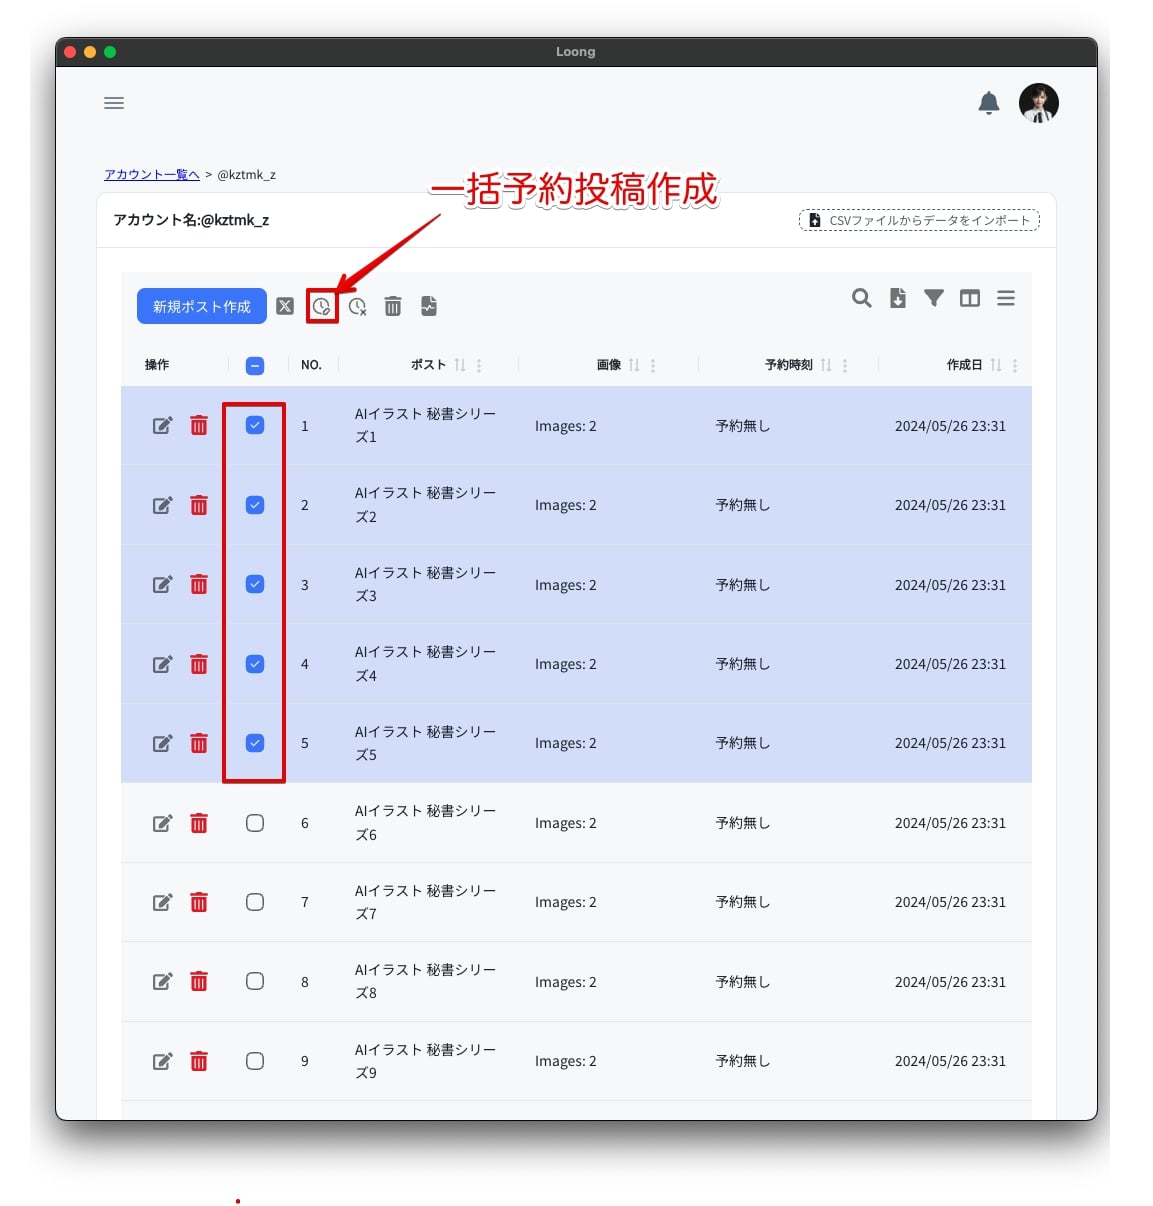 Loong
アカウント一覧へ > @kztmk_z
一括予約投稿作成
アカウント名:@kztmk_z
CSVファイルからデータをインポート
新規ポスト作成
操作 NO. ポスト 画像 予約時刻 作成日
1 AIイラスト 秘書シリー Images: 2 予約無し 2024/05/26 23:31
ズ1
2 AIイラスト 秘書シリー Images: 2 予約無し 2024/05/26 23:31
ズ2
3 AIイラスト 秘書シリー Images: 2 予約無し 2024/05/26 23:31
ズ3
4 AIイラスト 秘書シリー Images: 2 予約無し 2024/05/26 23:31
ズ4
5 AIイラスト 秘書シリー Images: 2 予約無し 2024/05/26 23:31
ズ5
6 AIイラスト 秘書シリー Images: 2 予約無し 2024/05/26 23:31
ズ6
7 AIイラスト 秘書シリー Images: 2 予約無し 2024/05/26 23:31
ズ7
8 AIイラスト 秘書シリー Images: 2 予約無し 2024/05/26 23:31
ズ8
9 AIイラスト 秘書シリー Images: 2 予約無し 2024/05/26 23:31
ズ9